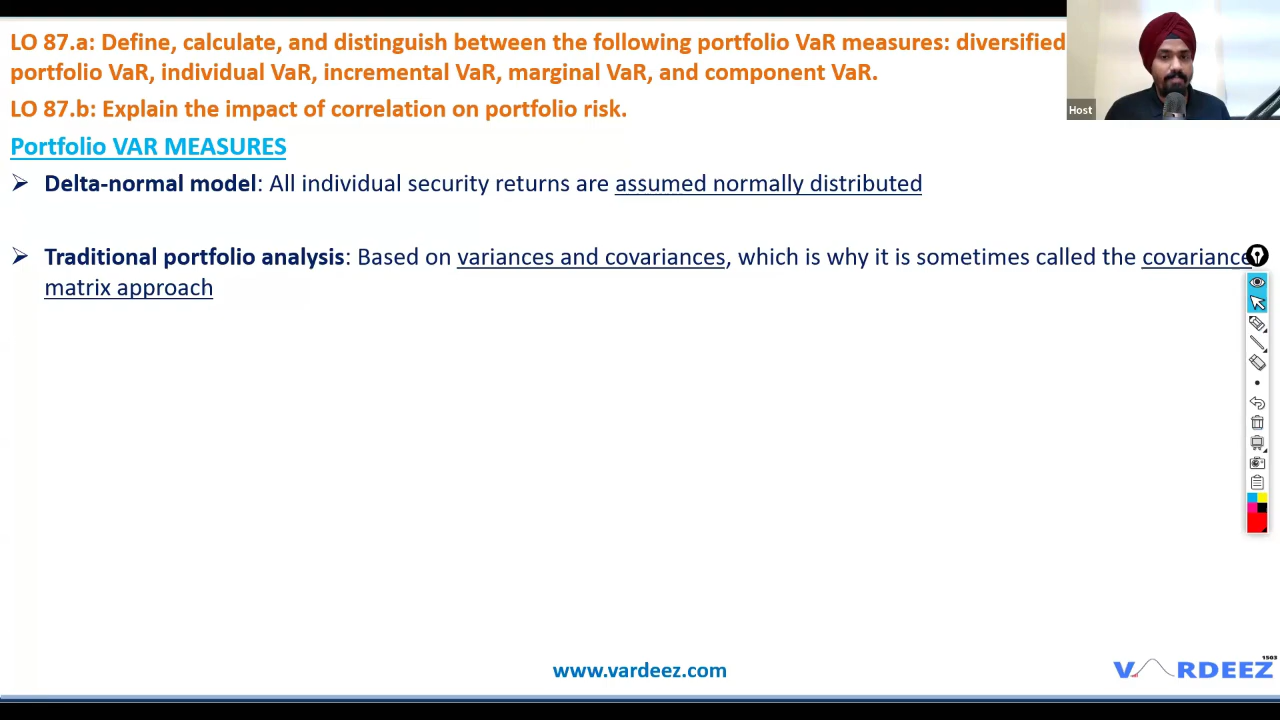 LO 87.a: Define, calculate, and distinguish between the following portfolio VaR measures: diversified
portfolio VaR, individual VaR, incremental VaR, marginal VaR, and component VaR.
Host
LO 87.b: Explain the impact of correlation on portfolio risk.
Portfolio VAR MEASURES
➢ Delta-normal model: All individual security returns are assumed normally distributed
➢ Traditional portfolio analysis: Based on variances and covariances, which is why it is sometimes called the covariance
matrix approach
www.vardeez.com
1503
VARDEEZ